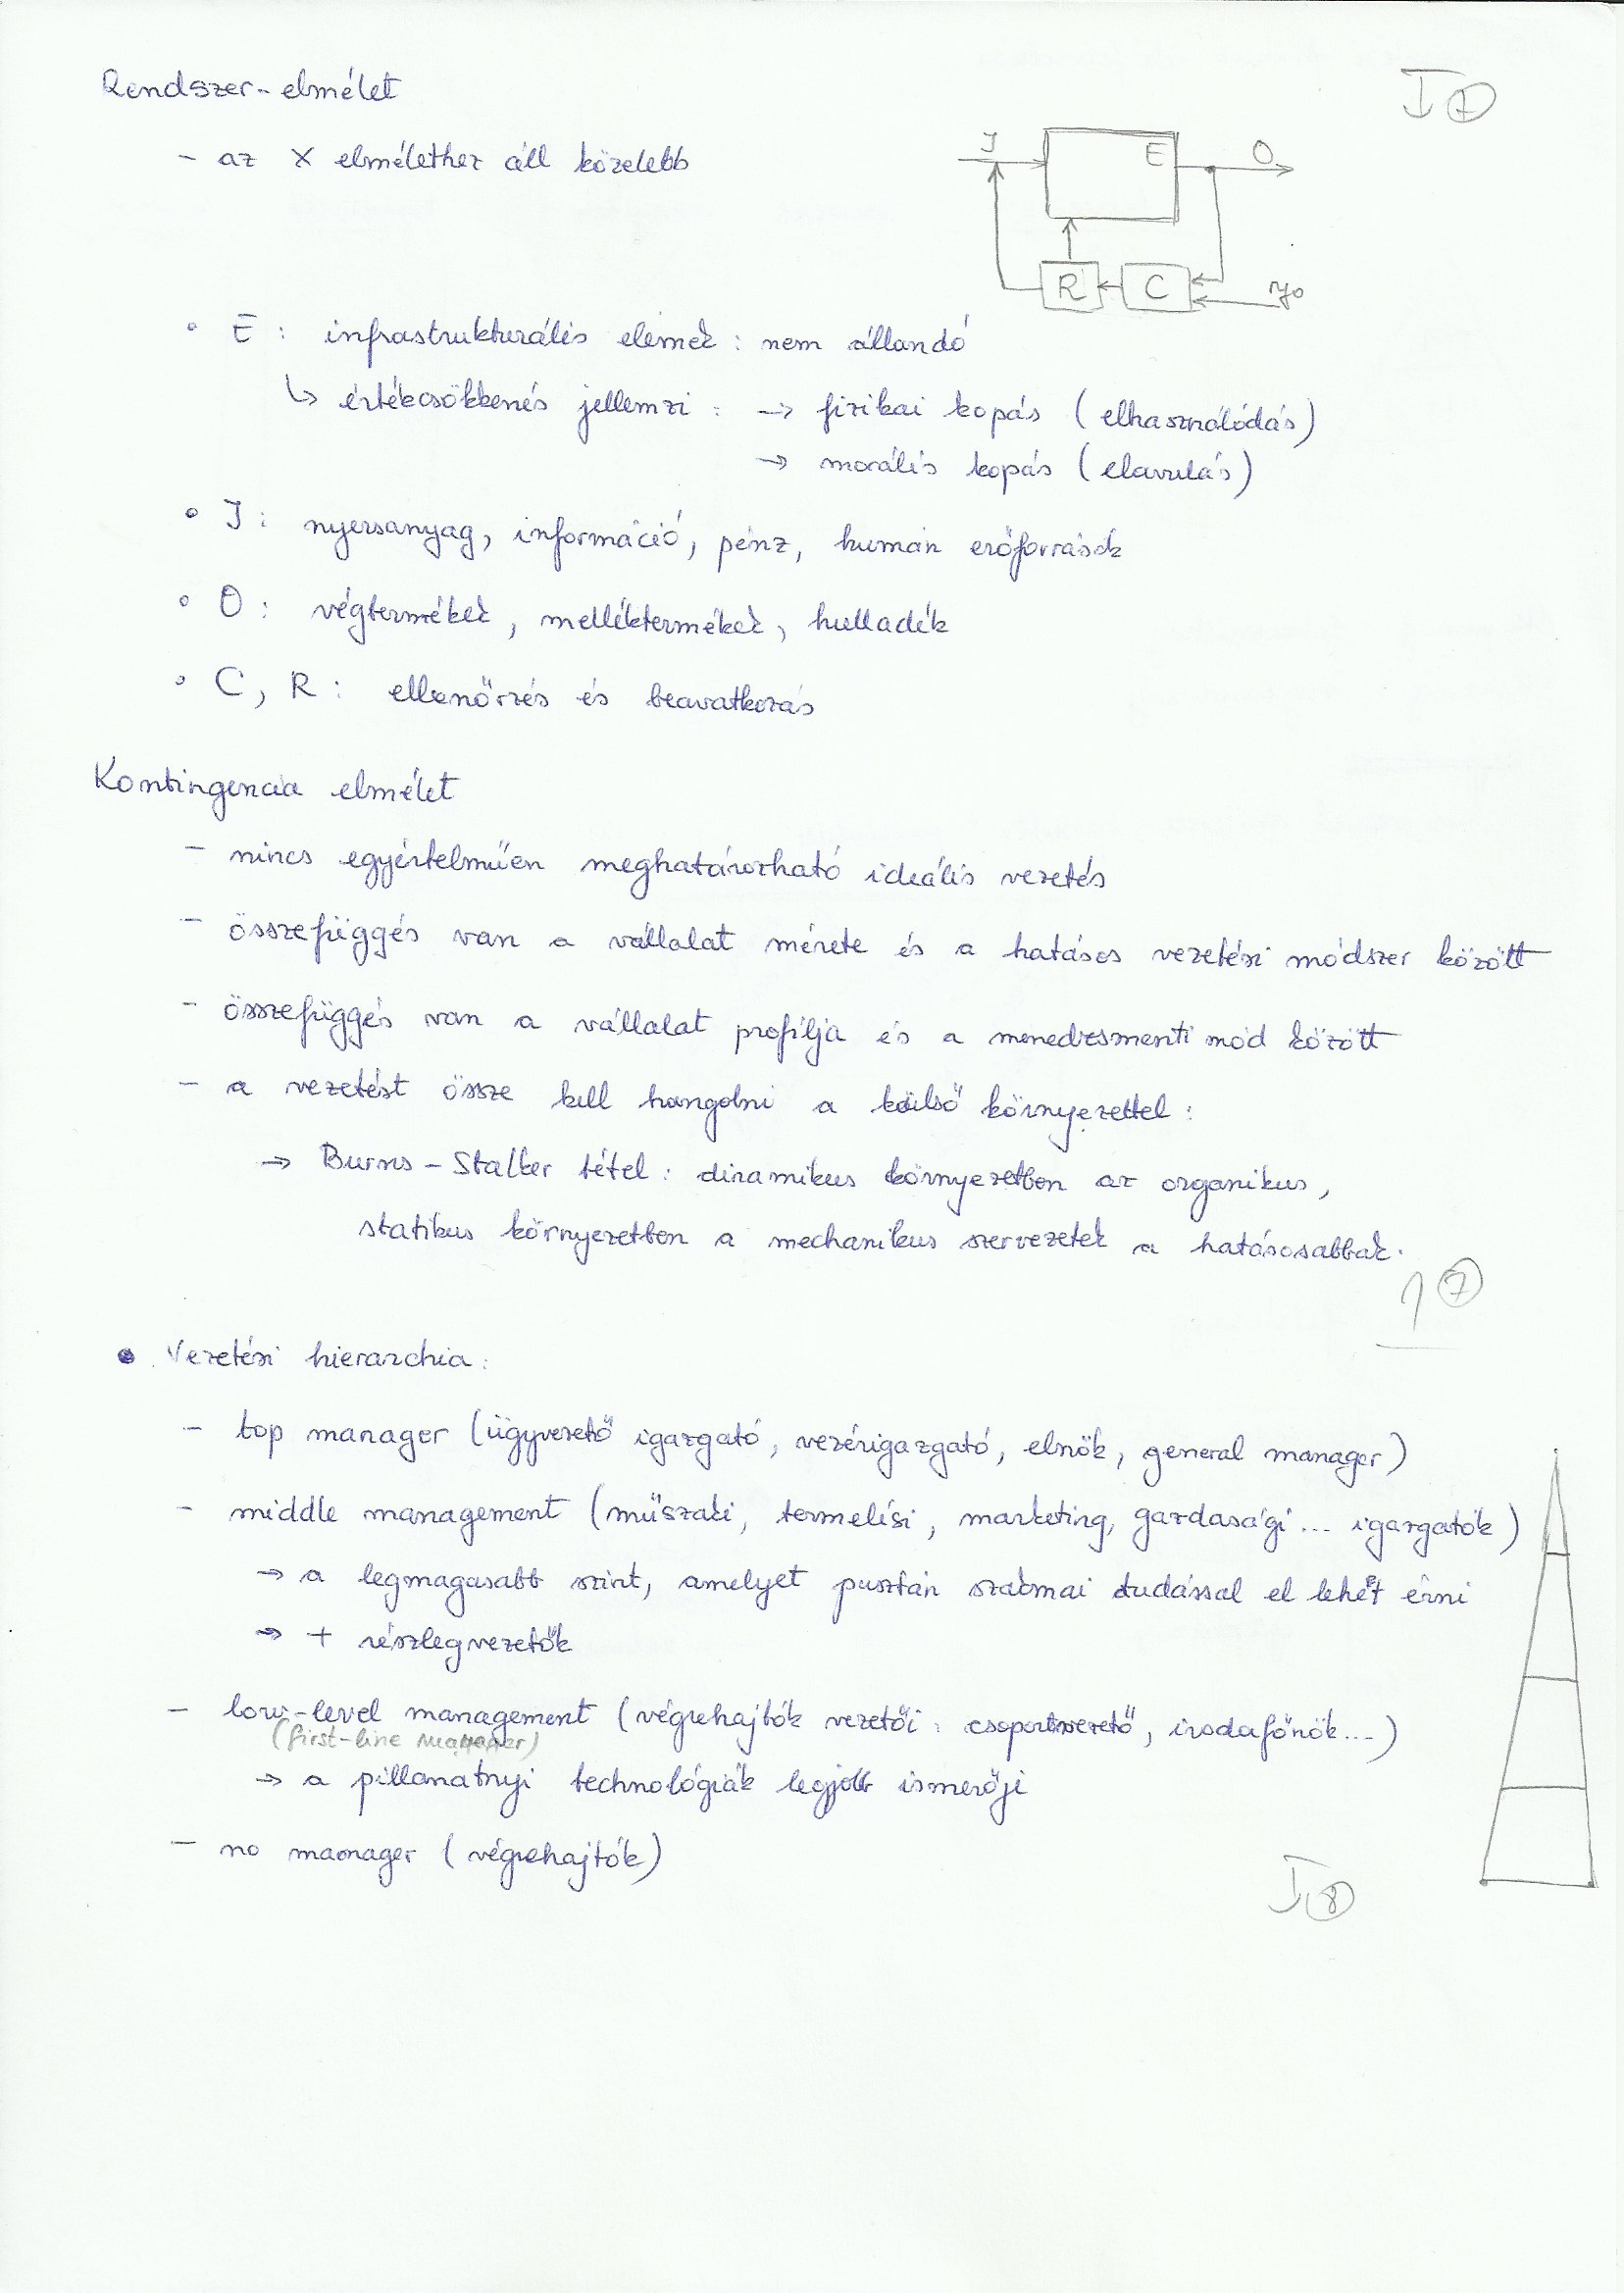 Rendszer-elmélet
I 7
- az X elmélethez áll közelebb
I E O
R C y0
• E : infrastrukturális elemek : nem állandó
↳ értékcsökkenés jellemzi : → fizikai kopás (elhasználódás)
→ morális kopás (elavulás)
• I : nyersanyag, információ, pénz, humán erőforrások
• O : végtermékek, melléktermékek, hulladék
• C, R : ellenőrzés és beavatkozás
Kontingencia elmélet
- nincs egyértelműen meghatározható ideális vezetés
- összefüggés van a vállalat mérete és a hatásos vezetési módszer között
- összefüggés van a vállalat profilja és a menedzsmenti mód között
- a vezetést össze kell hangolni a külső környezettel :
→ Burns-Stalker tétel : dinamikus környezetben az organikus,
statikus környezetben a mechanikus szervezetek a hatásosabbak.
1 7
• Vezetési hierarchia :
- top manager (ügyvezető igazgató, vezérigazgató, elnök, general manager)
- middle management (műszaki, termelési, marketing, gazdasági ... igazgatók)
→ a legmagasabb szint, amelyet pusztán szakmai tudással el lehet érni
→ + részlegvezetők
- low-level management (végrehajtók vezetői : csoportvezető, irodafőnök...)
(first-line manager)
→ a pillanatnyi technológiák legjobb ismerői
- no manager (végrehajtók)
I 8